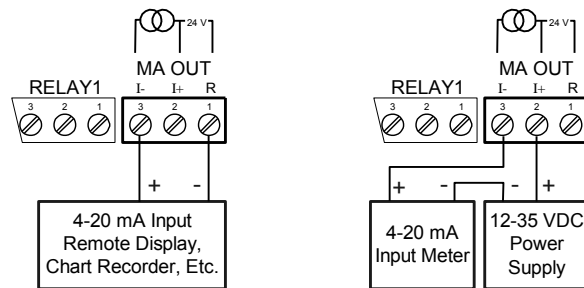 24 V
MA OUT
RELAY1
I- I+ R
3 2 1 3 2 1
+ -
4-20 mA Input
Remote Display,
Chart Recorder, Etc.
24 V
MA OUT
RELAY1
I- I+ R
3 2 1 3 2 1
+ - - +
4-20 mA
Input Meter
12-35 VDC
Power
Supply